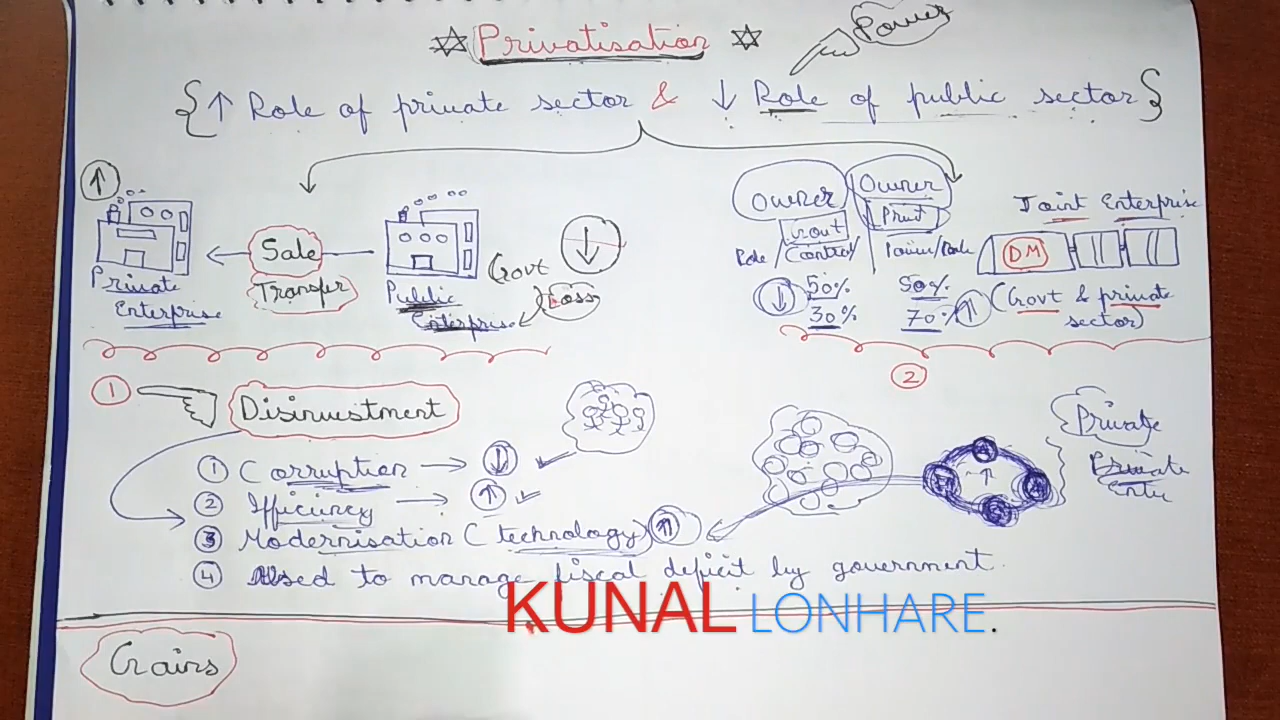 Privatisation
Power
{↑ Role of private sector & ↓ Role of public sector}
↑
Private
Enterprise
Sale
Transfer
Public
Enterprise
Govt
Loss
↓
Owner
Govt
Role/Control
↓ 50%
30%
Owner
Prvt
Power/Role
50%
70% ↑
Joint Enterprise
DM
(Govt & private
sector)
1
2
Disinvestment
① Corruption → ↓
② Efficiency → ↑
③ Modernisation (technology) ↑
④ Used to manage fiscal deficit by government.
Private
Private
KUNAL LONHARE.
Gains